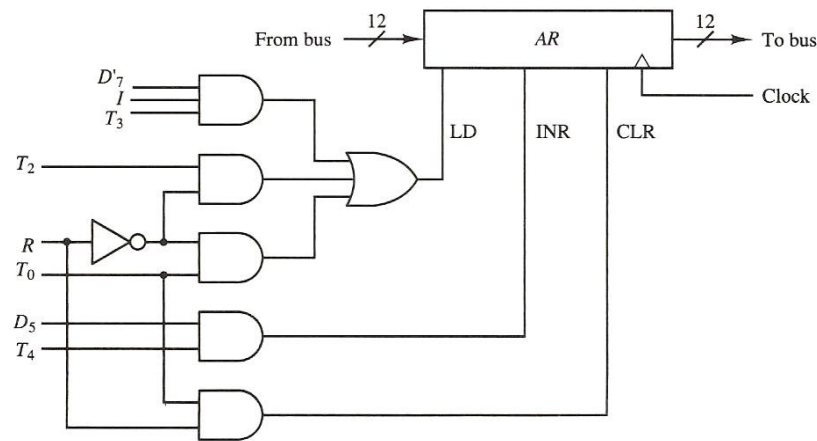 12
12
From bus
AR
To bus
D'7
I
T3
Clock
LD
INR
CLR
T2
R
T0
D5
T4